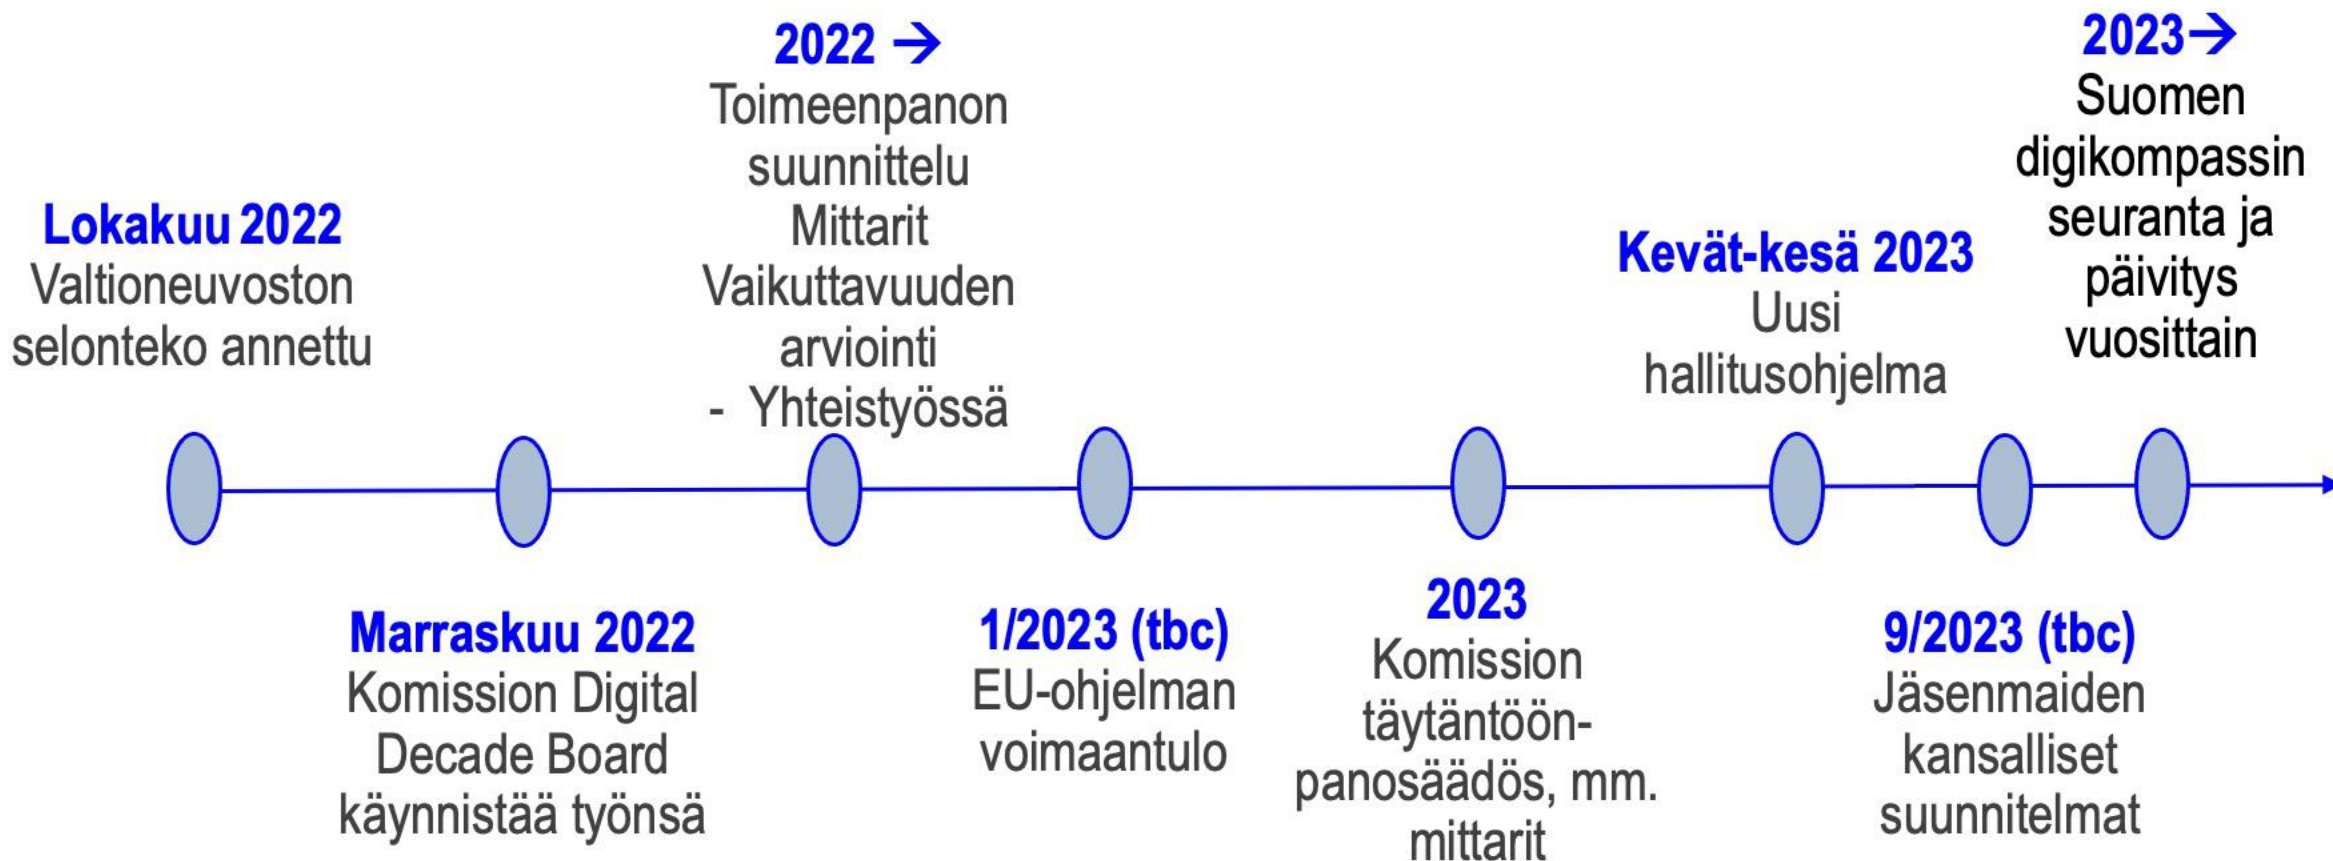 Lokakuu 2022
Valtioneuvoston
selonteko annettu
Marraskuu 2022
Komission Digital
Decade Board
käynnistää työnsä
2022 →
Toimeenpanon
suunnittelu
Mittarit
Vaikuttavuuden
arviointi
- Yhteistyössä
1/2023 (tbc)
EU-ohjelman
voimaantulo
2023
Komission
täytäntöön-
panosäädös, mm.
mittarit
Kevät-kesä 2023
Uusi
hallitusohjelma
9/2023 (tbc)
Jäsenmaiden
kansalliset
suunnitelmat
2023→
Suomen
digikompassin
seuranta ja
päivitys
vuosittain